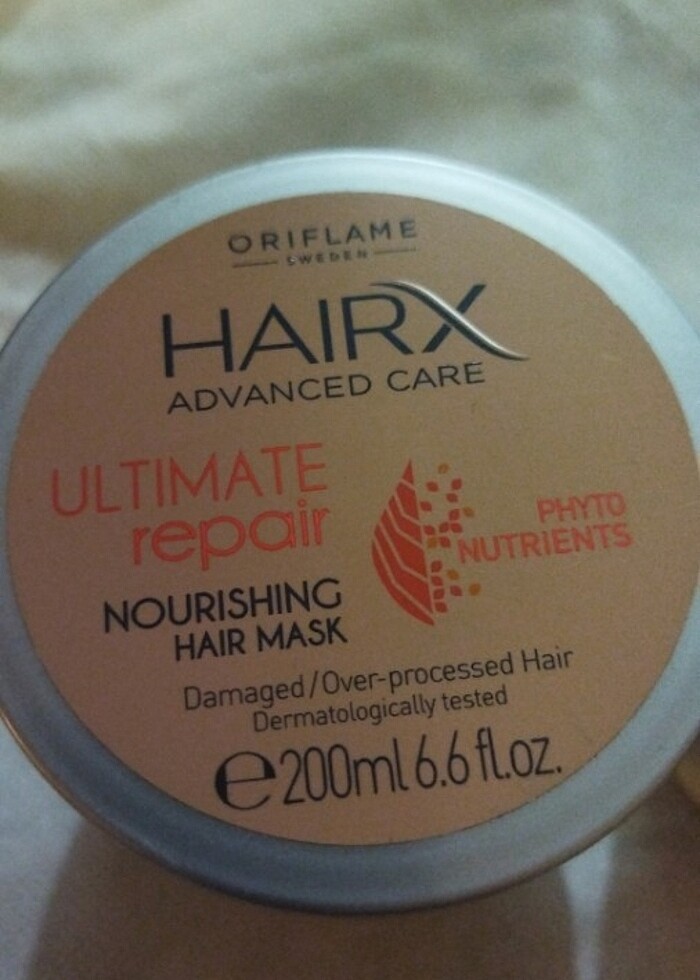 ORIFLAME
SWEDEN
HAIRX
ADVANCED CARE
ULTIMATE
repair
PHYTO
NUTRIENTS
NOURISHING
HAIR MASK
Damaged/Over-processed Hair
Dermatologically tested
℮200ml 6.6 fl.oz.